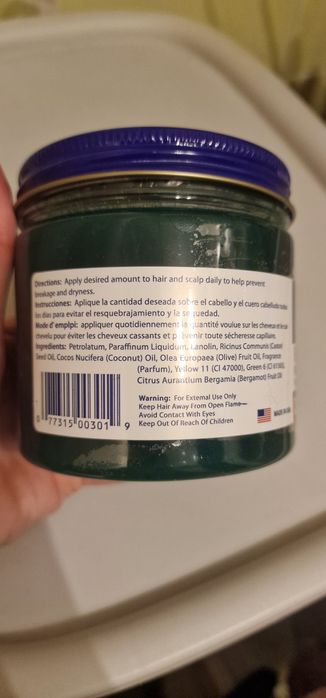 Directions: Apply desired amount to hair and scalp daily to help prevent
breakage and dryness.
Instrucciones: Aplique la cantidad deseada sobre el cabello y el cuero cabelludo todos
los días para evitar el resquebrajamiento y la sequedad.
Mode d'emplpi: appliquer quotidiennement la quantité voulue sur les cheveux et le cuir
chevelu pour éviter les cheveux cassants et prévenir toute sécheresse capillaire.
Ingredients: Petrolatum, Paraffinum Liquidum, Lanolin, Ricinus Communis (Castor)
Seed Oil, Cocos Nucifera (Coconut) Oil, Olea Europaea (Olive) Fruit Oil, Fragrance
(Parfum), Yellow 11 (CI 47000), Green 6 (CI 61565),
Citrus Aurantium Bergamia (Bergamot) Fruit Oil
Warning: For External Use Only
Keep Hair Away From Open Flame
Avoid Contact With Eyes
Keep Out Of Reach Of Children
0 77315 00301 9
MADE IN USA